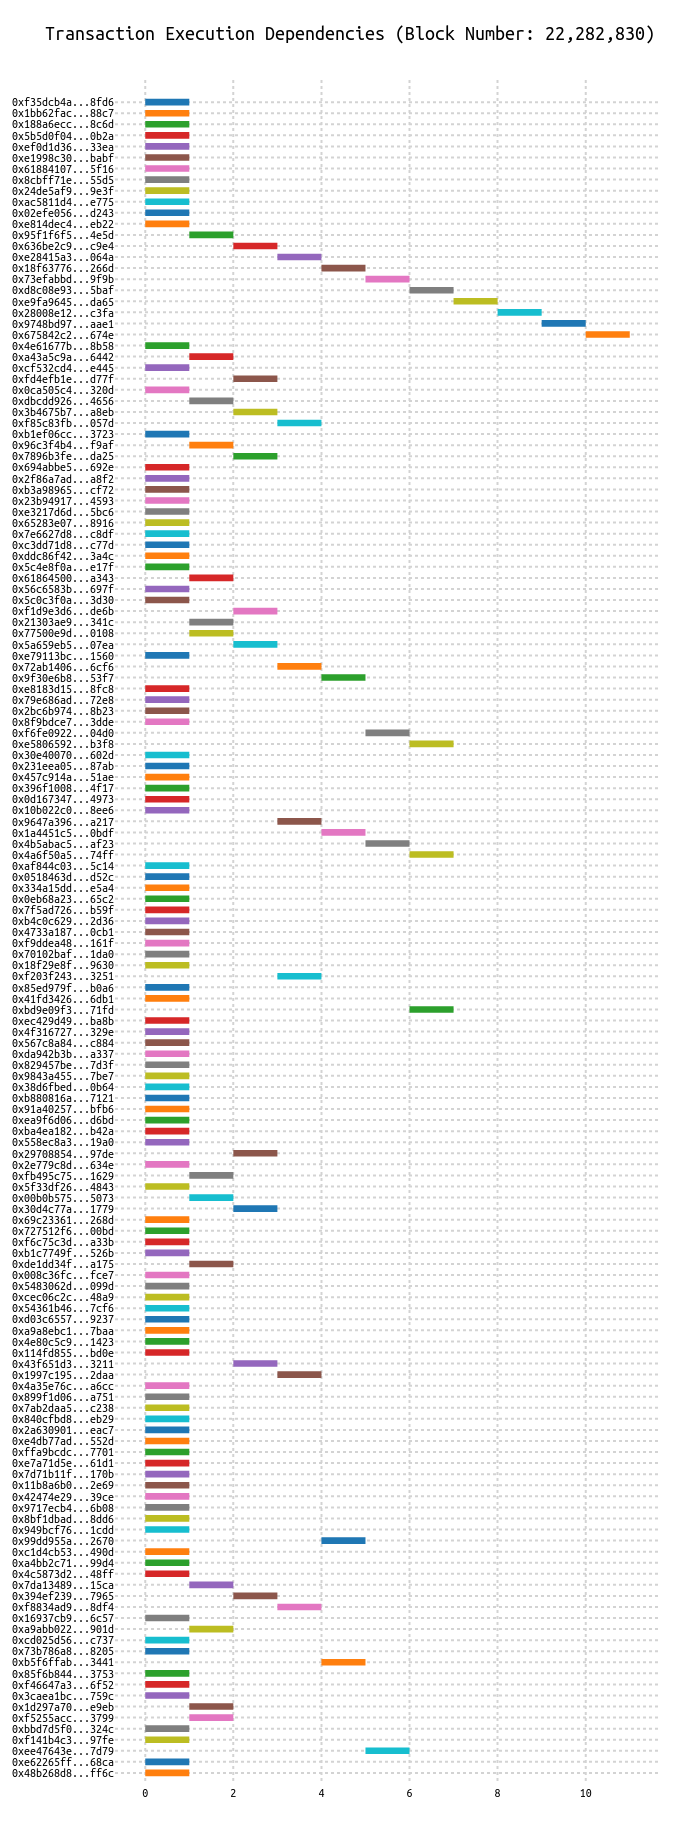 Transaction Execution Dependencies (Block Number: 22,282,830)
0xf35dcb4a...8fd6
0x1bb62fac...88c7
0x188a6ecc...8c6d
0x5b5d0f04...0b2a
0xef0d1d36...33ea
0xe1998c30...babf
0x61884107...5f16
0x8cbff71e...55d5
0x24de5af9...9e3f
0xac5811d4...e775
0x02efe056...d243
0xe814dec4...eb22
0x95f1f6f5...4e5d
0x636be2c9...c9e4
0xe28415a3...064a
0x18f63776...266d
0x73efabbd...9f9b
0xd8c08e93...5baf
0xe9fa9645...da65
0x28008e12...c3fa
0x9748bd97...aae1
0x675842c2...674e
0x4e61677b...8b58
0xa43a5c9a...6442
0xcf532cd4...e445
0xfd4efb1e...d77f
0x0ca505c4...320d
0xdbcdd926...4656
0x3b4675b7...a8eb
0xf85c83fb...057d
0xb1ef06cc...3723
0x96c3f4b4...f9af
0x7896b3fe...da25
0x694abbe5...692e
0x2f86a7ad...a8f2
0xb3a98965...cf72
0x23b94917...4593
0xe3217d6d...5bc6
0x65283e07...8916
0x7e6627d8...c8df
0xc3dd71d8...c77d
0xddc86f42...3a4c
0x5c4e8f0a...e17f
0x61864500...a343
0x56c6583b...697f
0x5c0c3f0a...3d30
0xf1d9e3d6...de6b
0x21303ae9...341c
0x77500e9d...0108
0x5a659eb5...07ea
0xe79113bc...1560
0x72ab1406...6cf6
0x9f30e6b8...53f7
0xe8183d15...8fc8
0x79e686ad...72e8
0x2bc6b974...8b23
0x8f9bdce7...3dde
0xf6fe0922...04d0
0xe5806592...b3f8
0x30e40070...602d
0x231eea05...87ab
0x457c914a...51ae
0x396f1008...4f17
0x0d167347...4973
0x10b022c0...8ee6
0x9647a396...a217
0x1a4451c5...0bdf
0x4b5abac5...af23
0x4a6f50a5...74ff
0xaf844c03...5c14
0x0518463d...d52c
0x334a15dd...e5a4
0x0eb68a23...65c2
0x7f5ad726...b59f
0xb4c0c629...2d36
0x4733a187...0cb1
0xf9ddea48...161f
0x70102baf...1da0
0x18f29e8f...9630
0xf203f243...3251
0x85ed979f...b0a6
0x41fd3426...6db1
0xbd9e09f3...71fd
0xec429d49...ba8b
0x4f316727...329e
0x567c8a84...c884
0xda942b3b...a337
0x829457be...7d3f
0x9843a455...7be7
0x38d6fbed...0b64
0xb880816a...7121
0x91a40257...bfb6
0xea9f6d06...d6bd
0xba4ea182...b42a
0x558ec8a3...19a0
0x29708854...97de
0x2e779c8d...634e
0xfb495c75...1629
0x5f33df26...4843
0x00b0b575...5073
0x30d4c77a...1779
0x69c23361...268d
0x727512f6...00bd
0xf6c75c3d...a33b
0xb1c7749f...526b
0xde1dd34f...a175
0x008c36fc...fce7
0x5483062d...099d
0xcec06c2c...48a9
0x54361b46...7cf6
0xd03c6557...9237
0xa9a8ebc1...7baa
0x4e80c5c9...1423
0x114fd855...bd0e
0x43f651d3...3211
0x1997c195...2daa
0x4a35e76c...a6cc
0x899f1d06...a751
0x7ab2daa5...c238
0x840cfbd8...eb29
0x2a630901...eac7
0xe4db77ad...552d
0xffa9bcdc...7701
0xe7a71d5e...61d1
0x7d71b11f...170b
0x11b8a6b0...2e69
0x42474e29...39ce
0x9717ecb4...6b08
0x8bf1dbad...8dd6
0x949bcf76...1cdd
0x99dd955a...2670
0xc1d4cb53...490d
0xa4bb2c71...99d4
0x4c5873d2...48ff
0x7da13489...15ca
0x394ef239...7965
0xf8834ad9...8df4
0x16937cb9...6c57
0xa9abb022...901d
0xcd025d56...c737
0x73b786a8...8205
0xb5f6ffab...3441
0x85f6b844...3753
0xf46647a3...6f52
0x3caea1bc...759c
0x1d297a70...e9eb
0xf5255acc...3799
0xbbd7d5f0...324c
0xf141b4c3...97fe
0xee47643e...7d79
0xe62265ff...68ca
0x48b268d8...ff6c
0 2 4 6 8 10